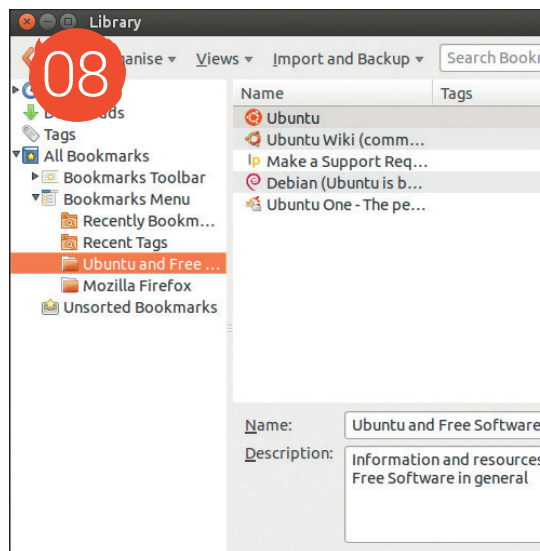 Library
08
Views
Import and Backup
Search Bookm
Tags
All Bookmarks
Bookmarks Toolbar
Bookmarks Menu
Recently Bookm...
Recent Tags
Ubuntu and Free ...
Mozilla Firefox
Unsorted Bookmarks
Name Tags
Ubuntu
Ubuntu Wiki (comm...
lp Make a Support Req...
Debian (Ubuntu is b...
Ubuntu One - The pe...
Name: Ubuntu and Free Software
Description: Information and resources
Free Software in general